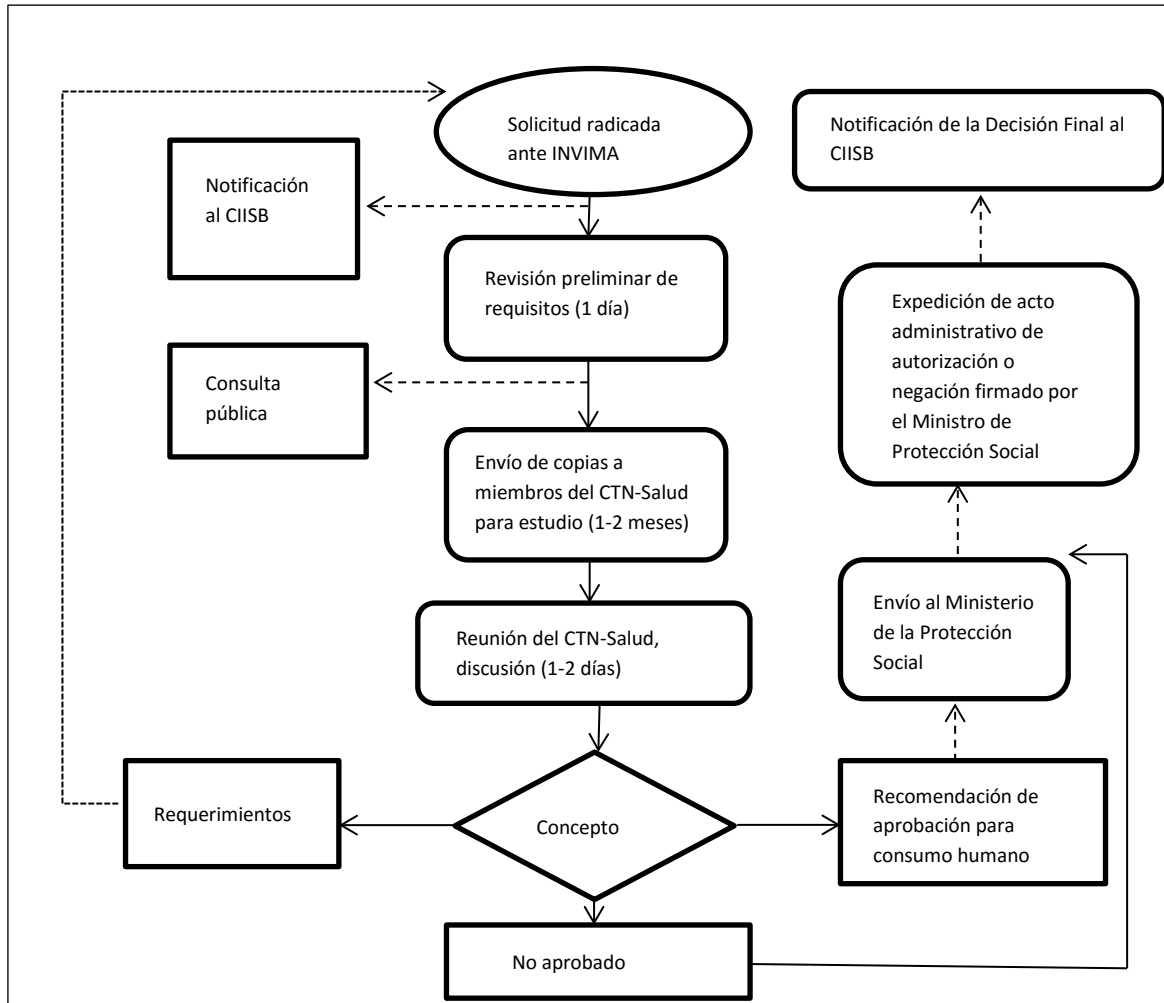 Solicitud radicada
ante INVIMA
Notificación
al CIISB
Revisión preliminar de
requisitos (1 día)
Consulta
pública
Envío de copias a
miembros del CTN-Salud
para estudio (1-2 meses)
Reunión del CTN-Salud,
discusión (1-2 días)
Concepto
Requerimientos
No aprobado
Recomendación de
aprobación para
consumo humano
Envío al Ministerio
de la Protección
Social
Expedición de acto
administrativo de
autorización o
negación firmado por
el Ministro de
Protección Social
Notificación de la Decisión Final al
CIISB